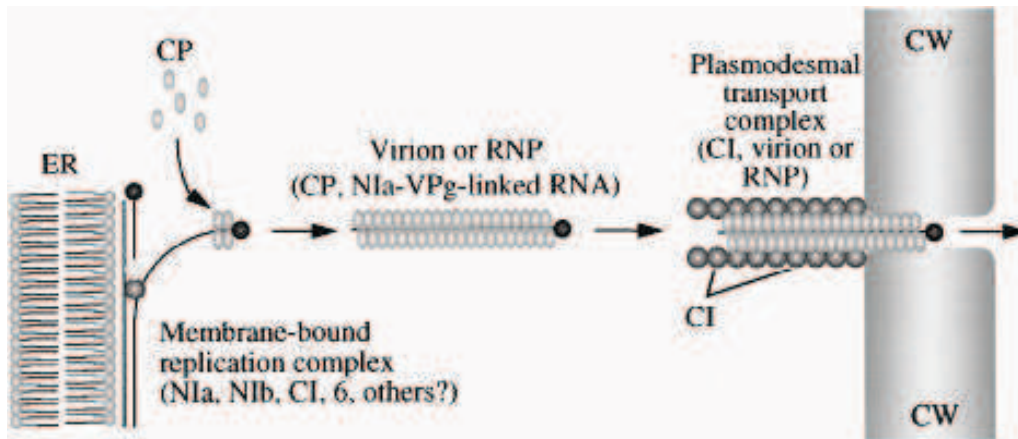 CP
ER
Membrane-bound
replication complex
(NIa, NIb, CI, 6, others?)
Virion or RNP
(CP, NIa-VPg-linked RNA)
Plasmodesmal
transport
complex
(CI, virion or
RNP)
CI
CW
CW